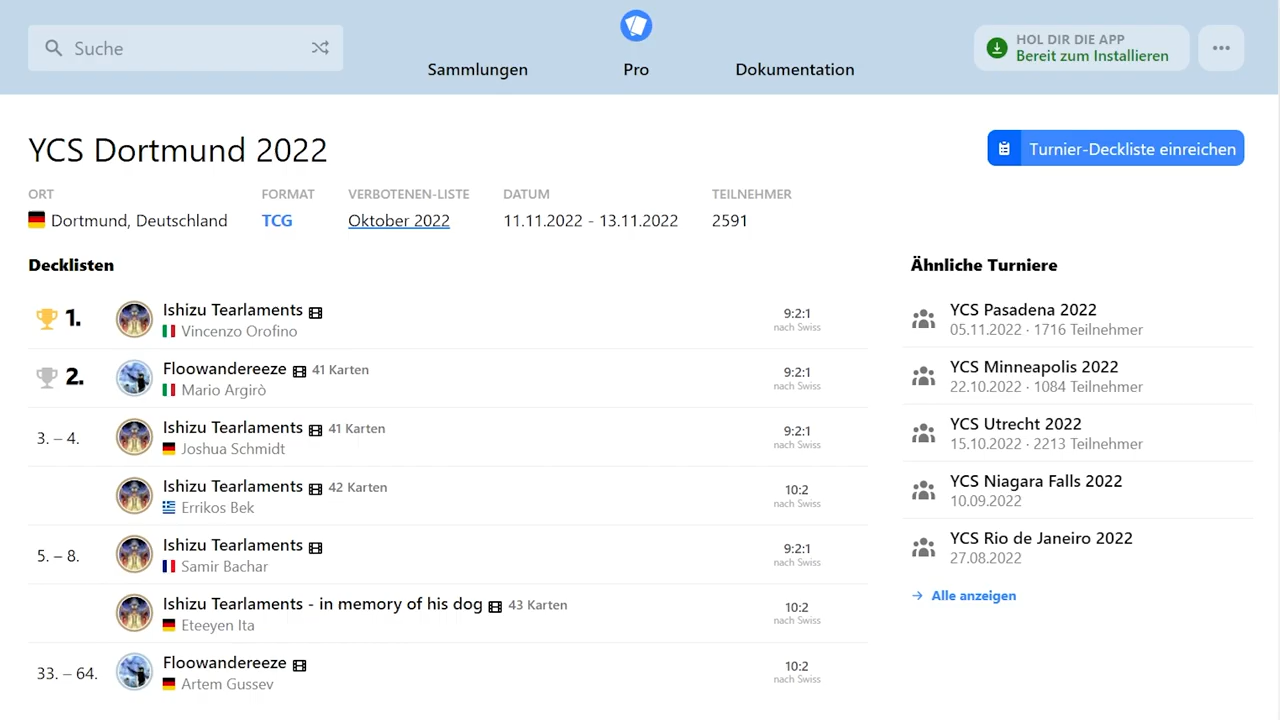 Suche
Sammlungen
Pro
Dokumentation
HOL DIR DIE APP
Bereit zum Installieren
YCS Dortmund 2022
Turnier-Deckliste einreichen
ORT
Dortmund, Deutschland
FORMAT
TCG
VERBOTENEN-LISTE
Oktober 2022
DATUM
11.11.2022 - 13.11.2022
TEILNEHMER
2591
Decklisten
1.
Ishizu Tearlaments
Vincenzo Orofino
9:2:1
nach Swiss
2.
Floowandereeze 41 Karten
Mario Argirò
9:2:1
nach Swiss
3. – 4.
Ishizu Tearlaments 41 Karten
Joshua Schmidt
9:2:1
nach Swiss
Ishizu Tearlaments 42 Karten
Errikos Bek
10:2
nach Swiss
5. – 8.
Ishizu Tearlaments
Samir Bachar
9:2:1
nach Swiss
Ishizu Tearlaments - in memory of his dog 43 Karten
Eteeyen Ita
10:2
nach Swiss
33. – 64.
Floowandereeze
Artem Gussev
10:2
nach Swiss
Ähnliche Turniere
YCS Pasadena 2022
05.11.2022 · 1716 Teilnehmer
YCS Minneapolis 2022
22.10.2022 · 1084 Teilnehmer
YCS Utrecht 2022
15.10.2022 · 2213 Teilnehmer
YCS Niagara Falls 2022
10.09.2022
YCS Rio de Janeiro 2022
27.08.2022
→ Alle anzeigen